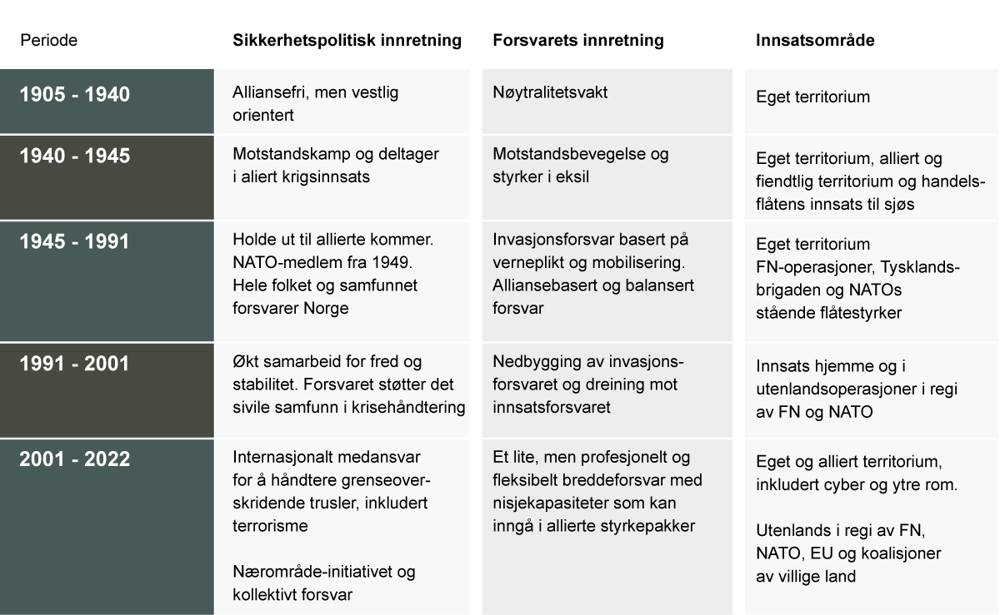 Periode
Sikkerhetspolitisk innretning
Forsvarets innretning
Innsatsområde
1905 - 1940
Alliansefri, men vestlig
orientert
Nøytralitetsvakt
Eget territorium
1940 - 1945
Motstandskamp og deltager
i aliert krigsinnsats
Motstandsbevegelse og
styrker i eksil
Eget territorium, alliert og
fiendtlig territorium og handels-
flåtens innsats til sjøs
1945 - 1991
Holde ut til allierte kommer.
NATO-medlem fra 1949.
Hele folket og samfunnet
forsvarer Norge
Invasjonsforsvar basert på
verneplikt og mobilisering.
Alliansebasert og balansert
forsvar
Eget territorium
FN-operasjoner, Tysklands-
brigaden og NATOs
stående flåtestyrker
1991 - 2001
Økt samarbeid for fred og
stabilitet. Forsvaret støtter det
sivile samfunn i krisehåndtering
Nedbygging av invasjons-
forsvaret og dreining mot
innsatsforsvaret
Innsats hjemme og i
utenlandsoperasjoner i regi
av FN og NATO
2001 - 2022
Internasjonalt medansvar
for å håndtere grenseover-
skridende trusler, inkludert
terrorisme
Nærområde-initiativet og
kollektivt forsvar
Et lite, men profesjonelt og
fleksibelt breddeforsvar med
nisjekapasiteter som kan
inngå i allierte styrkepakker
Eget og alliert territorium,
inkludert cyber og ytre rom.
Utenlands i regi av FN,
NATO, EU og koalisjoner
av villige land